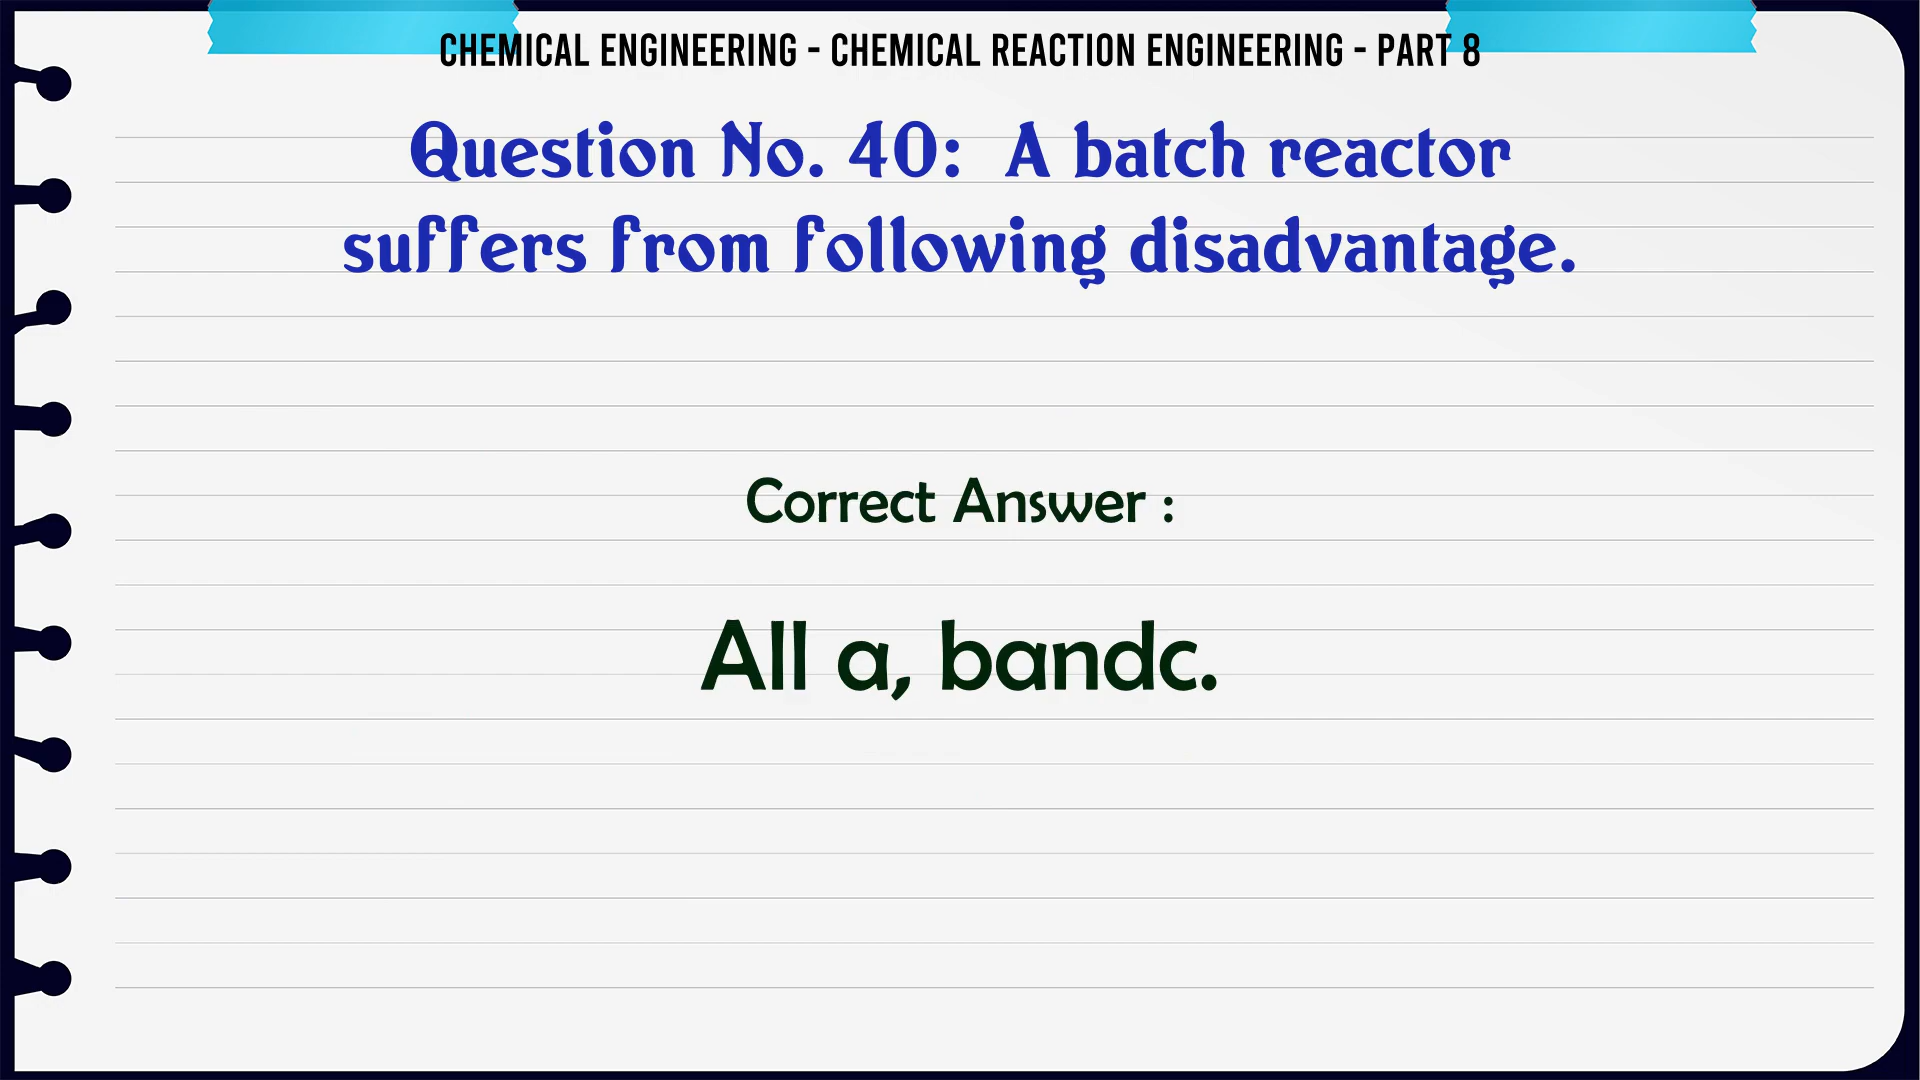 CHEMICAL ENGINEERING - CHEMICAL REACTION ENGINEERING - PART 8
Question No. 40: A batch reactor
suffers from following disadvantage.
Correct Answer :
All a, bandc.